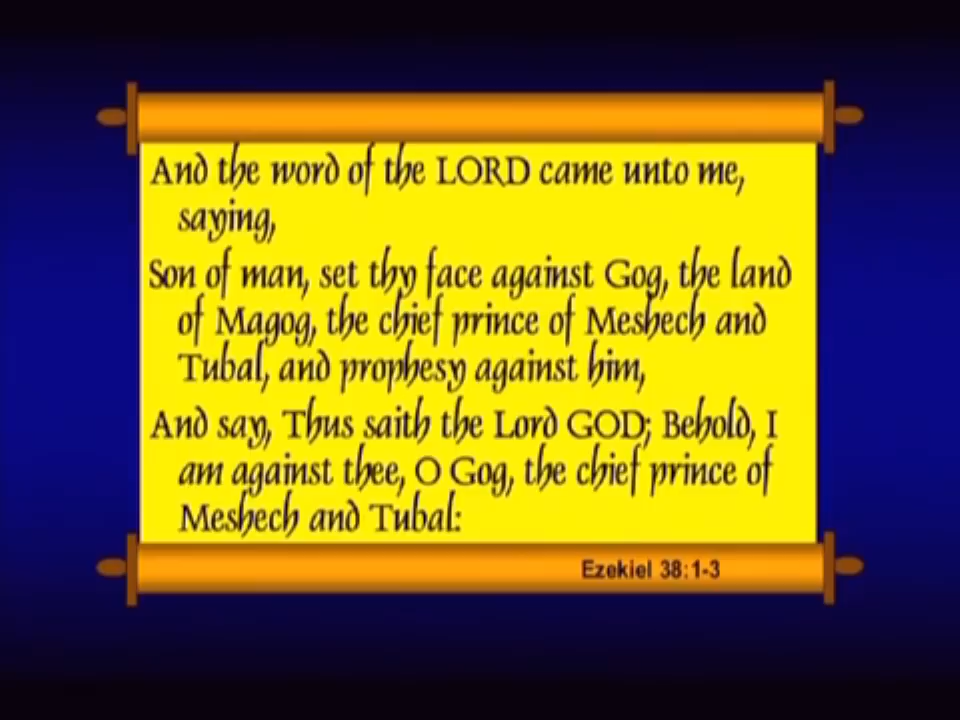 And the word of the LORD came unto me,
saying,
Son of man, set thy face against Gog, the land
of Magog, the chief prince of Meshech and
Tubal, and prophesy against him,
And say, Thus saith the Lord GOD; Behold, I
am against thee, O Gog, the chief prince of
Meshech and Tubal:
Ezekiel 38:1-3